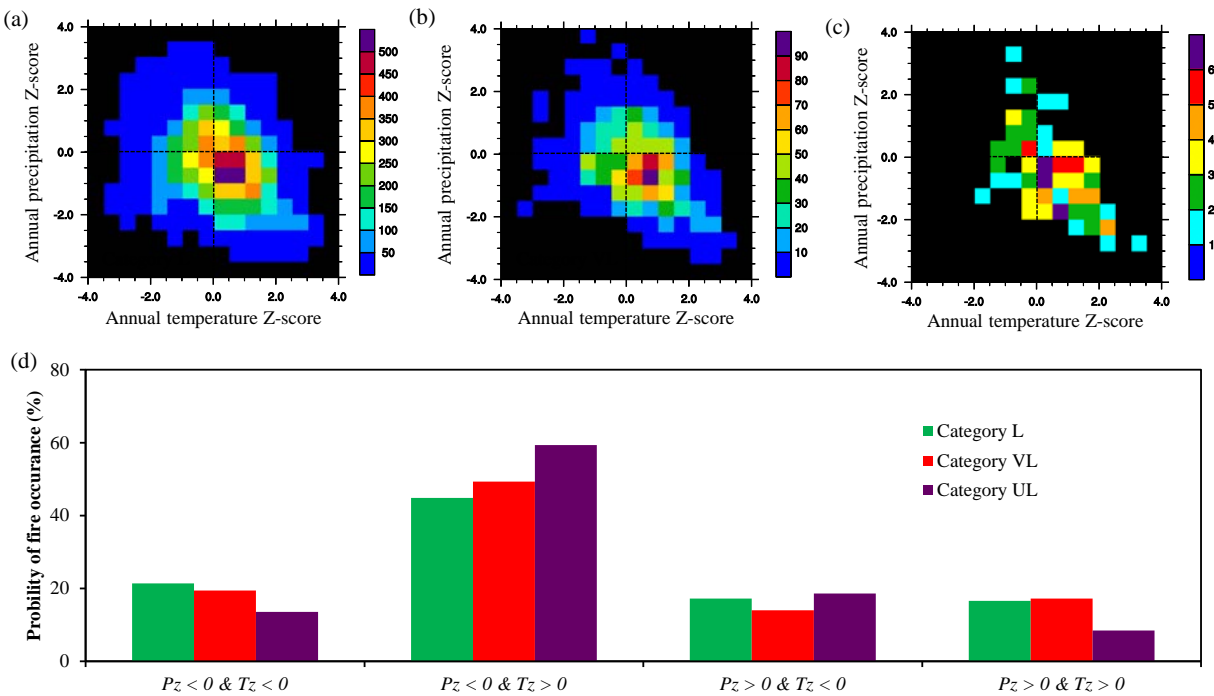 (a)
Annual precipitation Z-score
4.0
2.0
0.0
-2.0
-4.0
-4.0 -2.0 0.0 2.0 4.0
Annual temperature Z-score
500
450
400
350
300
250
200
150
100
50
(b)
Annual precipitation Z-score
4.0
2.0
0.0
-2.0
-4.0
-4.0 -2.0 0.0 2.0 4.0
Annual temperature Z-score
90
80
70
60
50
40
30
20
10
(c)
Annual precipitation Z-score
4.0
2.0
0.0
-2.0
-4.0
-4.0 -2.0 0.0 2.0 4.0
Annual temperature Z-score
6
5
4
3
2
1
(d)
Probility of fire occurance (%)
80
60
40
20
0
Category L
Category VL
Category UL
Pz < 0 & Tz < 0 Pz < 0 & Tz > 0 Pz > 0 & Tz < 0 Pz > 0 & Tz > 0